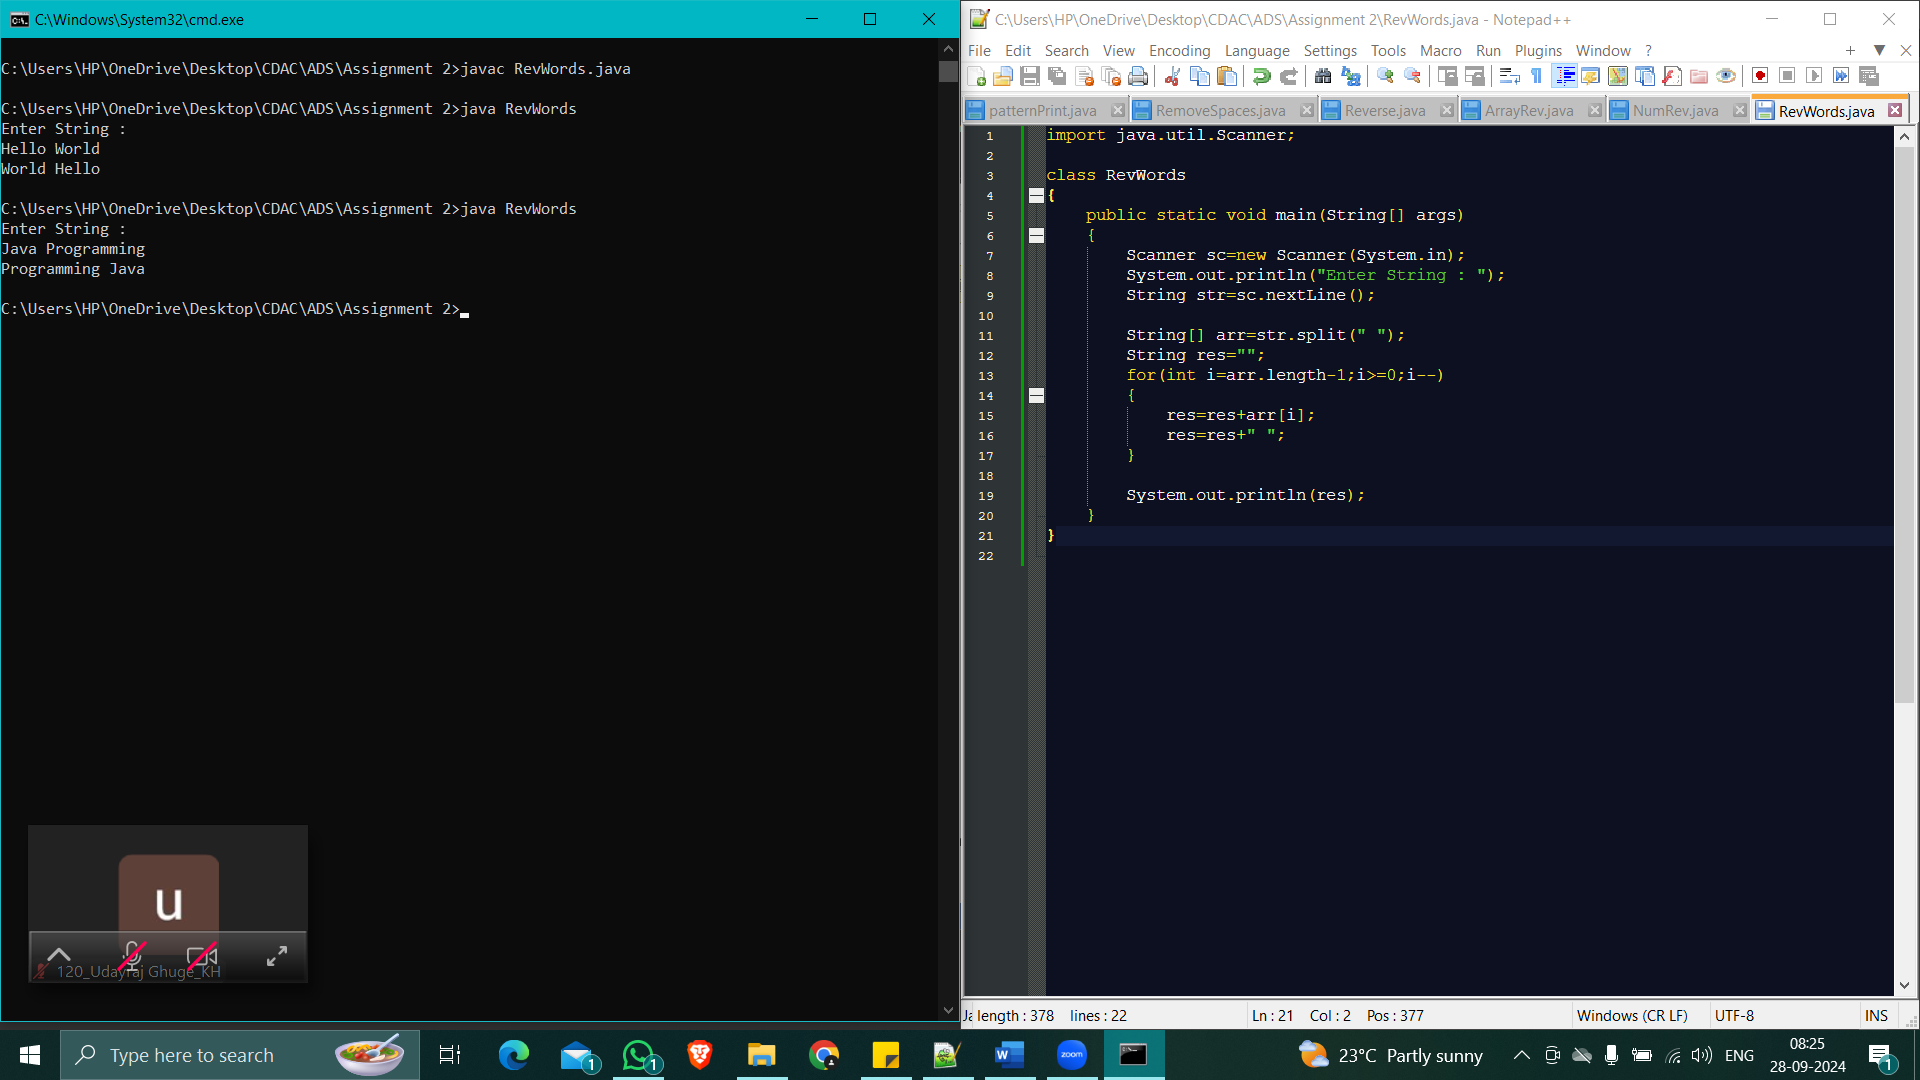 C:\Windows\System32\cmd.exe
C:\Users\HP\OneDrive\Desktop\CDAC\ADS\Assignment 2>javac RevWords.java
C:\Users\HP\OneDrive\Desktop\CDAC\ADS\Assignment 2>java RevWords
Enter String :
Hello World
World Hello
C:\Users\HP\OneDrive\Desktop\CDAC\ADS\Assignment 2>java RevWords
Enter String :
Java Programming
Programming Java
C:\Users\HP\OneDrive\Desktop\CDAC\ADS\Assignment 2>
u
120_Udayraj Ghuge_KH
C:\Users\HP\OneDrive\Desktop\CDAC\ADS\Assignment 2\RevWords.java - Notepad++
File Edit Search View Encoding Language Settings Tools Macro Run Plugins Window ?
patternPrint.java RemoveSpaces.java Reverse.java ArrayRev.java NumRev.java RevWords.java
1 import java.util.Scanner;
2
3 class RevWords
4 {
5 public static void main(String[] args)
6 {
7 Scanner sc=new Scanner(System.in);
8 System.out.println("Enter String : ");
9 String str=sc.nextLine();
10
11 String[] arr=str.split(" ");
12 String res="";
13 for(int i=arr.length-1;i>=0;i--)
14 {
15 res=res+arr[i];
16 res=res+" ";
17 }
18
19 System.out.println(res);
20 }
21 }
22
Ja length : 378 lines : 22 Ln : 21 Col : 2 Pos : 377 Windows (CR LF) UTF-8 INS
Type here to search 1 1 zoom 23°C Partly sunny ENG 08:25 1
28-09-2024